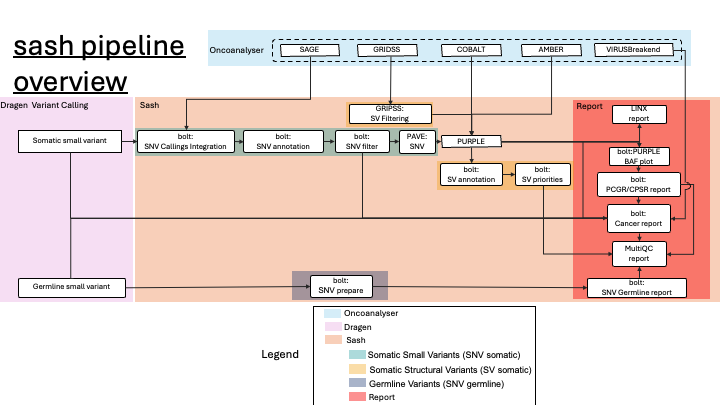 sash pipeline
overview
Oncoanalyser
SAGE
GRIDSS
COBALT
AMBER
VIRUSBreakend
Dragen Variant Calling
Sash
Report
GRIPSS:
SV Filtering
LINX
report
Somatic small variant
bolt:
SNV Callings Integration
bolt:
SNV annotation
bolt:
SNV filter
PAVE:
SNV
PURPLE
bolt:PURPLE
BAF plot
bolt:
SV annotation
bolt:
SV priorities
bolt:
PCGR/CPSR report
bolt:
Cancer report
MultiQC
report
Germline small variant
bolt:
SNV prepare
bolt:
SNV Germline report
Legend
Oncoanalyser
Dragen
Sash
Somatic Small Variants (SNV somatic)
Somatic Structural Variants (SV somatic)
Germline Variants (SNV germline)
Report